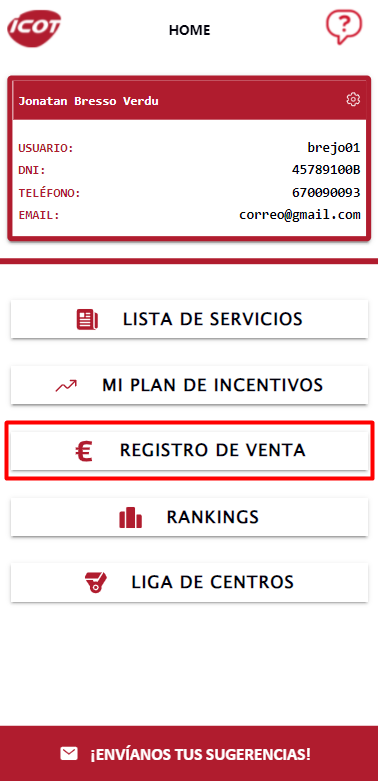 iCOT
HOME
?
Jonatan Bresso Verdu
USUARIO: brejo01
DNI: 45789100B
TELÉFONO: 670090093
EMAIL: correo@gmail.com
LISTA DE SERVICIOS
MI PLAN DE INCENTIVOS
€ REGISTRO DE VENTA
RANKINGS
LIGA DE CENTROS
¡ENVÍANOS TUS SUGERENCIAS!